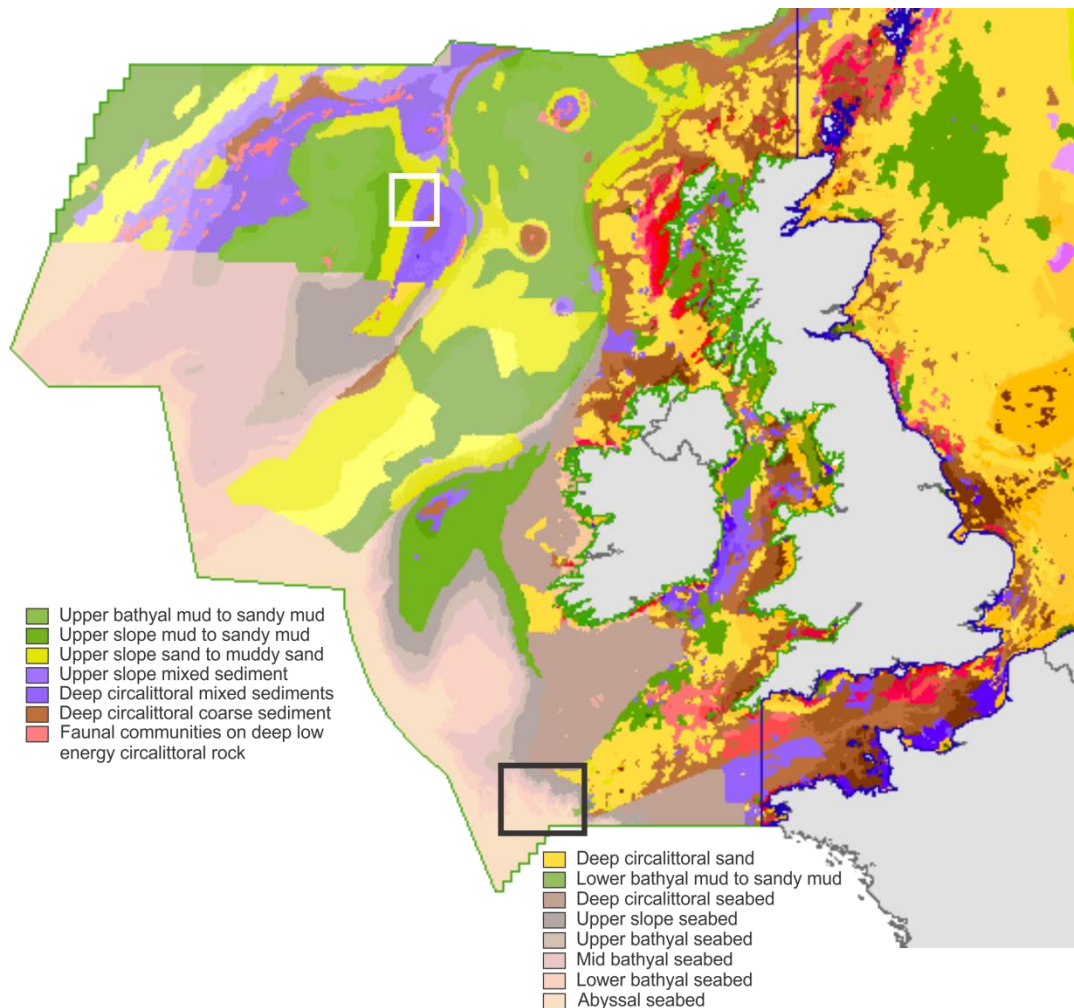 Upper bathyal mud to sandy mud
Upper slope mud to sandy mud
Upper slope sand to muddy sand
Upper slope mixed sediment
Deep circalittoral mixed sediments
Deep circalittoral coarse sediment
Faunal communities on deep low
energy circalittoral rock
Deep circalittoral sand
Lower bathyal mud to sandy mud
Deep circalittoral seabed
Upper slope seabed
Upper bathyal seabed
Mid bathyal seabed
Lower bathyal seabed
Abyssal seabed